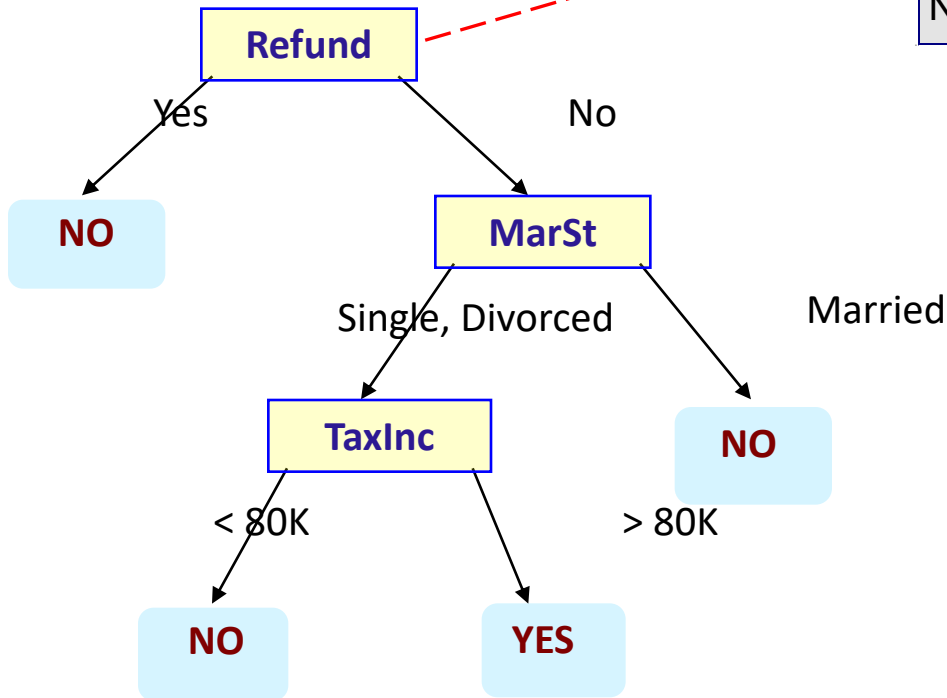 N
Refund
Yes
No
NO
MarSt
Single, Divorced
Married
TaxInc
NO
< 80K
> 80K
NO
YES